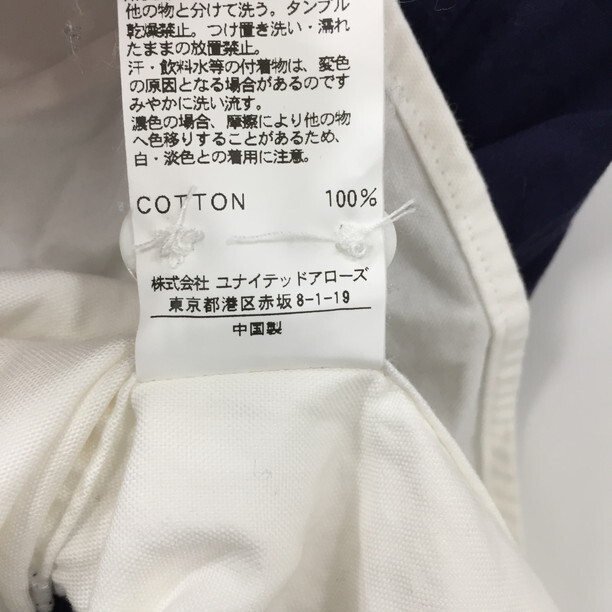 他の物と分けて洗う。タンブル
乾燥禁止。つけ置き洗い・濡れ
たままの放置禁止。
汗・飲料水等の付着物は、変色
の原因となる場合があるのです
みやかに洗い流す。
濃色の場合、摩擦により他の物
へ色移りすることがあるため、
白・淡色との着用に注意。
COTTON 100%
株式会社 ユナイテッドアローズ
東京都港区赤坂8-1-19
中国製